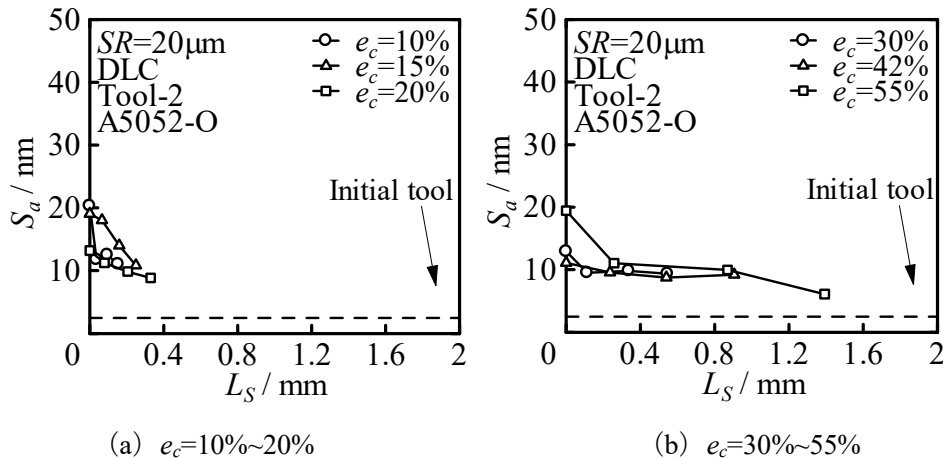 50
40
30
20
10
0
0.4
0.8
1.2
1.6
2
S_a / nm
L_S / mm
SR=20μm
DLC
Tool-2
A5052-O
e_c=10%
e_c=15%
e_c=20%
Initial tool
(a) e_c=10%~20%
50
40
30
20
10
0
0.4
0.8
1.2
1.6
2
S_a / nm
L_S / mm
SR=20μm
DLC
Tool-2
A5052-O
e_c=30%
e_c=42%
e_c=55%
Initial tool
(b) e_c=30%~55%